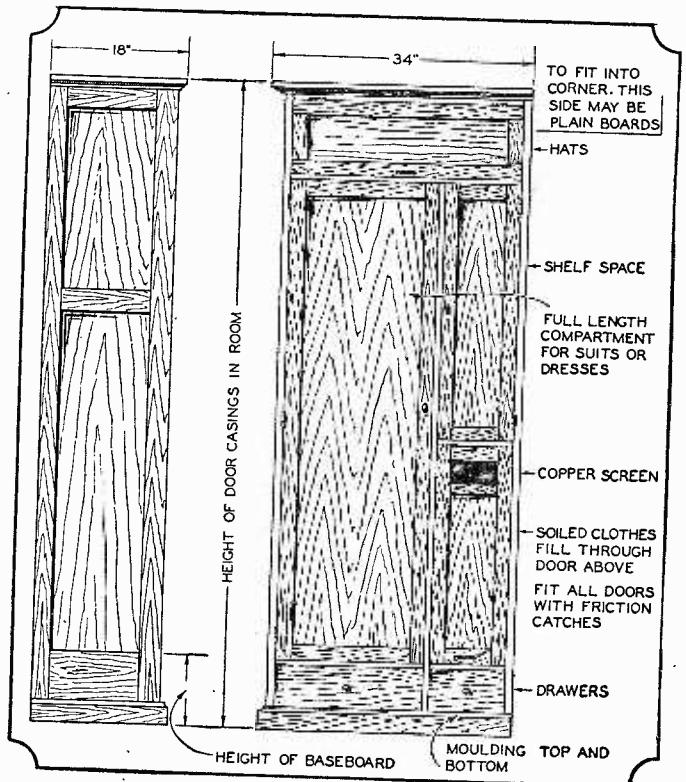 18"
34"
TO FIT INTO
CORNER. THIS
SIDE MAY BE
PLAIN BOARDS
HATS
SHELF SPACE
FULL LENGTH
COMPARTMENT
FOR SUITS OR
DRESSES
HEIGHT OF DOOR CASINGS IN ROOM
COPPER SCREEN
SOILED CLOTHES
FILL THROUGH
DOOR ABOVE
FIT ALL DOORS
WITH FRICTION
CATCHES
DRAWERS
HEIGHT OF BASEBOARD
MOULDING TOP AND
BOTTOM